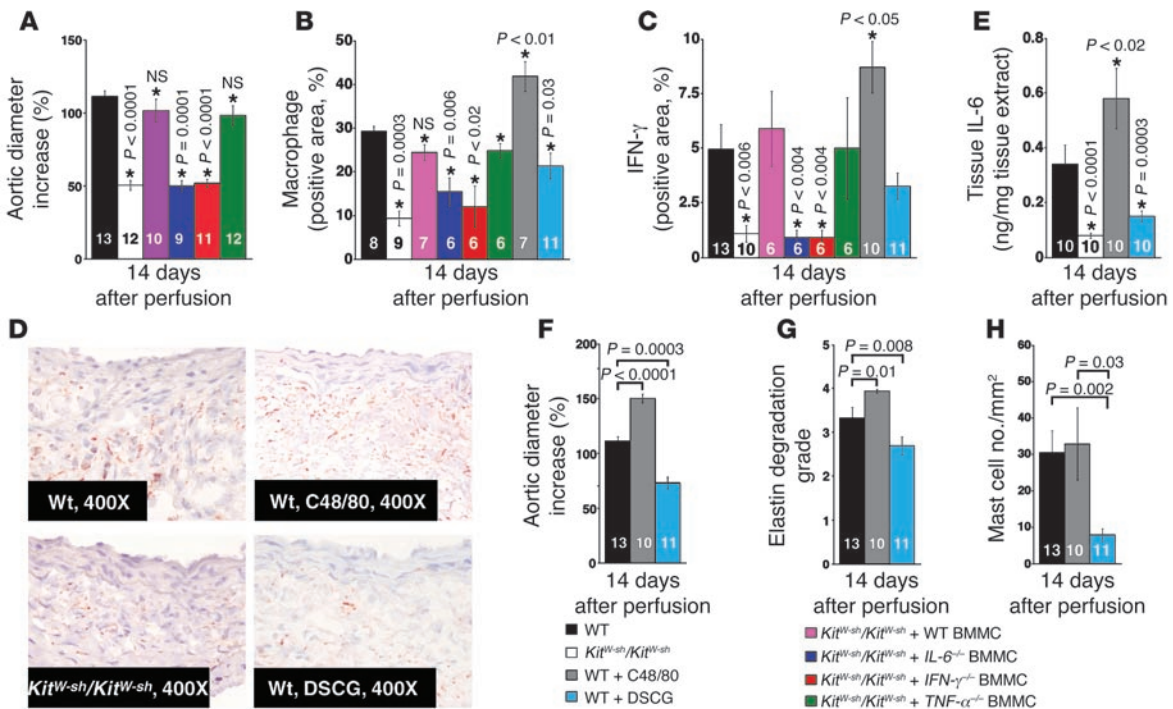 A
Aortic diameter
increase (%)
110
100
50
0
NS
NS
P < 0.0001
P = 0.0001
P < 0.0001
* * * * *
13 12 10 9 11 12
14 days
after perfusion
B
Macrophage
(positive area, %)
50
40
30
20
10
0
P < 0.01
P = 0.0003
NS
P = 0.006
P < 0.02
P = 0.03
* * * * * * *
8 9 7 6 6 6 7 11
14 days
after perfusion
C
IFN-γ
(positive area, %)
10
7.5
5
2.5
0
P < 0.05
P < 0.006
P < 0.004
P < 0.004
* * * *
13 10 6 6 6 6 10 11
14 days
after perfusion
E
Tissue IL-6
(ng/mg tissue extract)
0.8
0.6
0.4
0.2
0
P < 0.02
P < 0.0001
P = 0.0003
* * *
10 10 10 10
14 days
after perfusion
D
Wt, 400X
Wt, C48/80, 400X
KitW-sh/KitW-sh, 400X
Wt, DSCG, 400X
F
Aortic diameter
increase (%)
200
150
100
50
0
P = 0.0003
P < 0.0001
13 10 11
14 days
after perfusion
G
Elastin degradation
grade
5
4
3
2
1
0
P = 0.008
P = 0.01
13 10 11
14 days
after perfusion
H
Mast cell no./mm²
60
50
40
30
20
10
0
P = 0.03
P = 0.002
13 10 11
14 days
after perfusion
WT
KitW-sh/KitW-sh
WT + C48/80
WT + DSCG
KitW-sh/KitW-sh + WT BMMC
KitW-sh/KitW-sh + IL-6–/– BMMC
KitW-sh/KitW-sh + IFN-γ–/– BMMC
KitW-sh/KitW-sh + TNF-α–/– BMMC